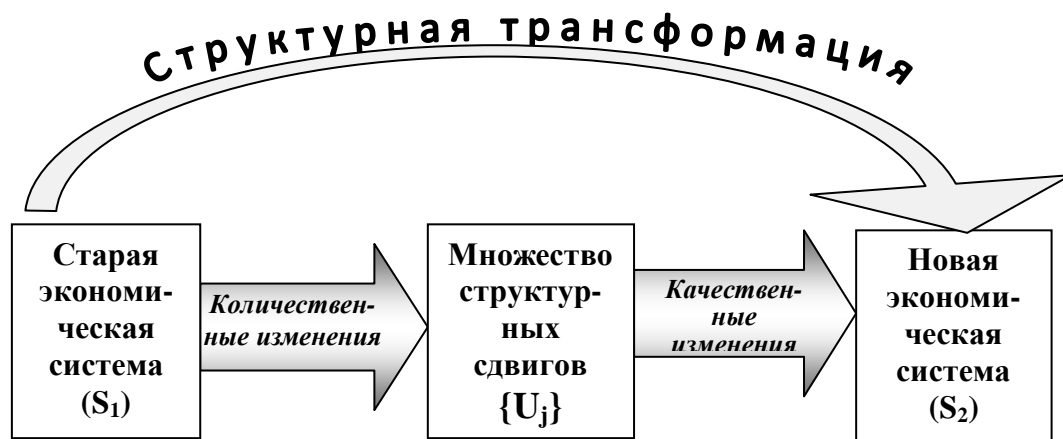 Структурная трансформация
Старая
экономи-
ческая
система
(S₁)
Количествен-
ные изменения
Множество
структур-
ных
сдвигов
{Uⱼ}
Качествен-
ные
изменения
Новая
экономи-
ческая
система
(S₂)